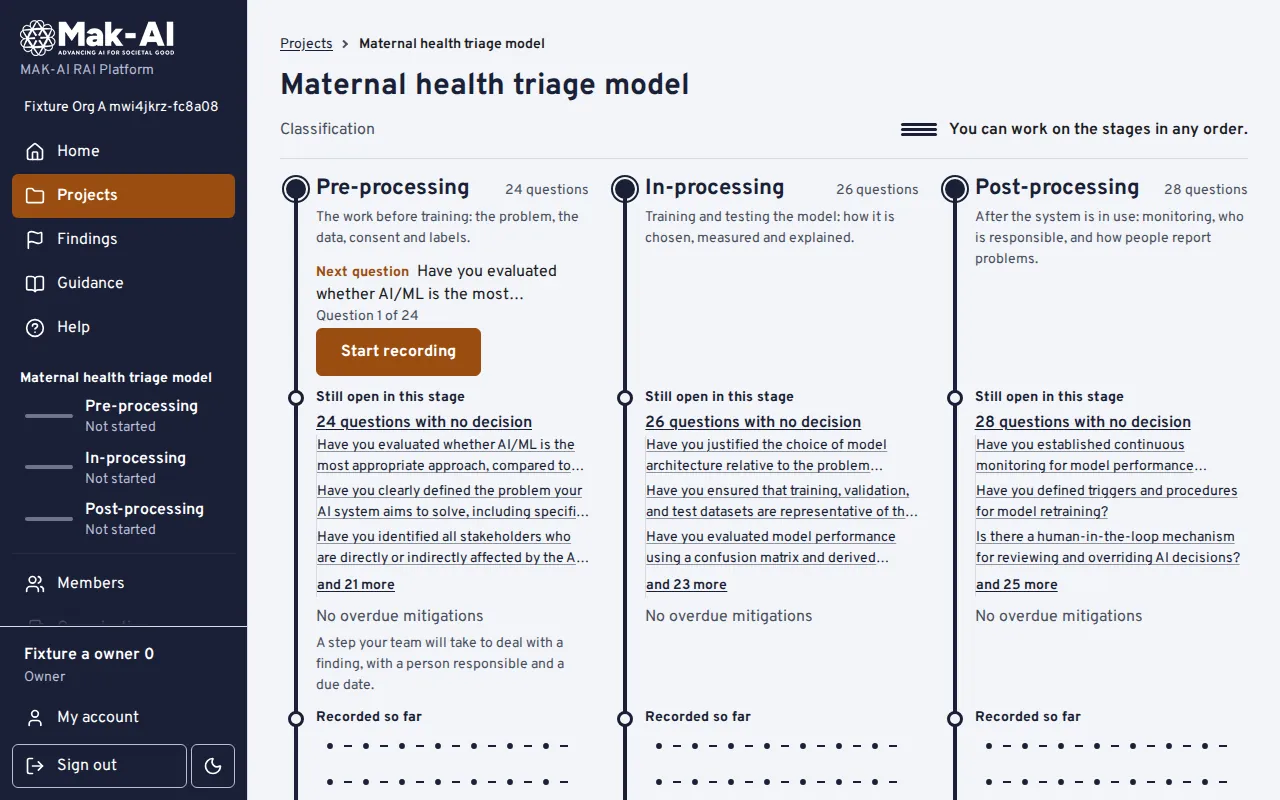 Mak-AI
ADVANCING AI FOR SOCIETAL GOOD
MAK-AI RAI Platform
Fixture Org A mwi4jkrz-fc8a08
Home
Projects
Findings
Guidance
Help
Maternal health triage model
Pre-processing
Not started
In-processing
Not started
Post-processing
Not started
Members
Fixture a owner 0
Owner
My account
Sign out
Projects > Maternal health triage model
Maternal health triage model
Classification
You can work on the stages in any order.
Pre-processing
24 questions
The work before training: the problem, the
data, consent and labels.
Next question Have you evaluated
whether AI/ML is the most…
Question 1 of 24
Start recording
Still open in this stage
24 questions with no decision
Have you evaluated whether AI/ML is the
most appropriate approach, compared to…
Have you clearly defined the problem your
AI system aims to solve, including specifi…
Have you identified all stakeholders who
are directly or indirectly affected by the A…
and 21 more
No overdue mitigations
A step your team will take to deal with a
finding, with a person responsible and a
due date.
Recorded so far
In-processing
26 questions
Training and testing the model: how it is
chosen, measured and explained.
Still open in this stage
26 questions with no decision
Have you justified the choice of model
architecture relative to the problem…
Have you ensured that training, validation,
and test datasets are representative of th…
Have you evaluated model performance
using a confusion matrix and derived…
and 23 more
No overdue mitigations
Recorded so far
Post-processing
28 questions
After the system is in use: monitoring, who
is responsible, and how people report
problems.
Still open in this stage
28 questions with no decision
Have you established continuous
monitoring for model performance…
Have you defined triggers and procedures
for model retraining?
Is there a human-in-the-loop mechanism
for reviewing and overriding AI decisions?
and 25 more
No overdue mitigations
Recorded so far